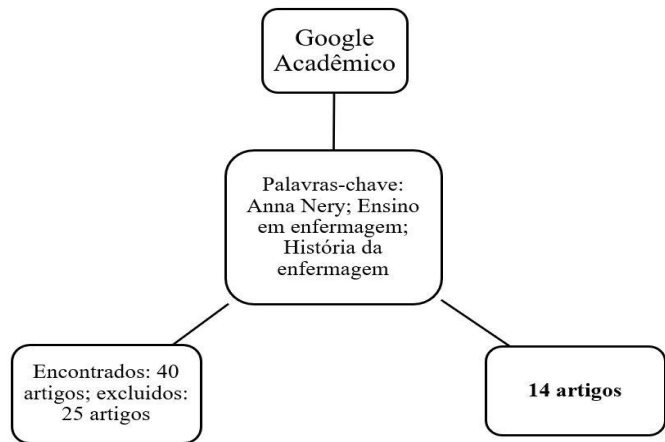 Google
Acadêmico
Palavras-chave:
Anna Nery; Ensino
em enfermagem;
História da
enfermagem
Encontrados: 40
artigos; excluidos:
25 artigos
14 artigos